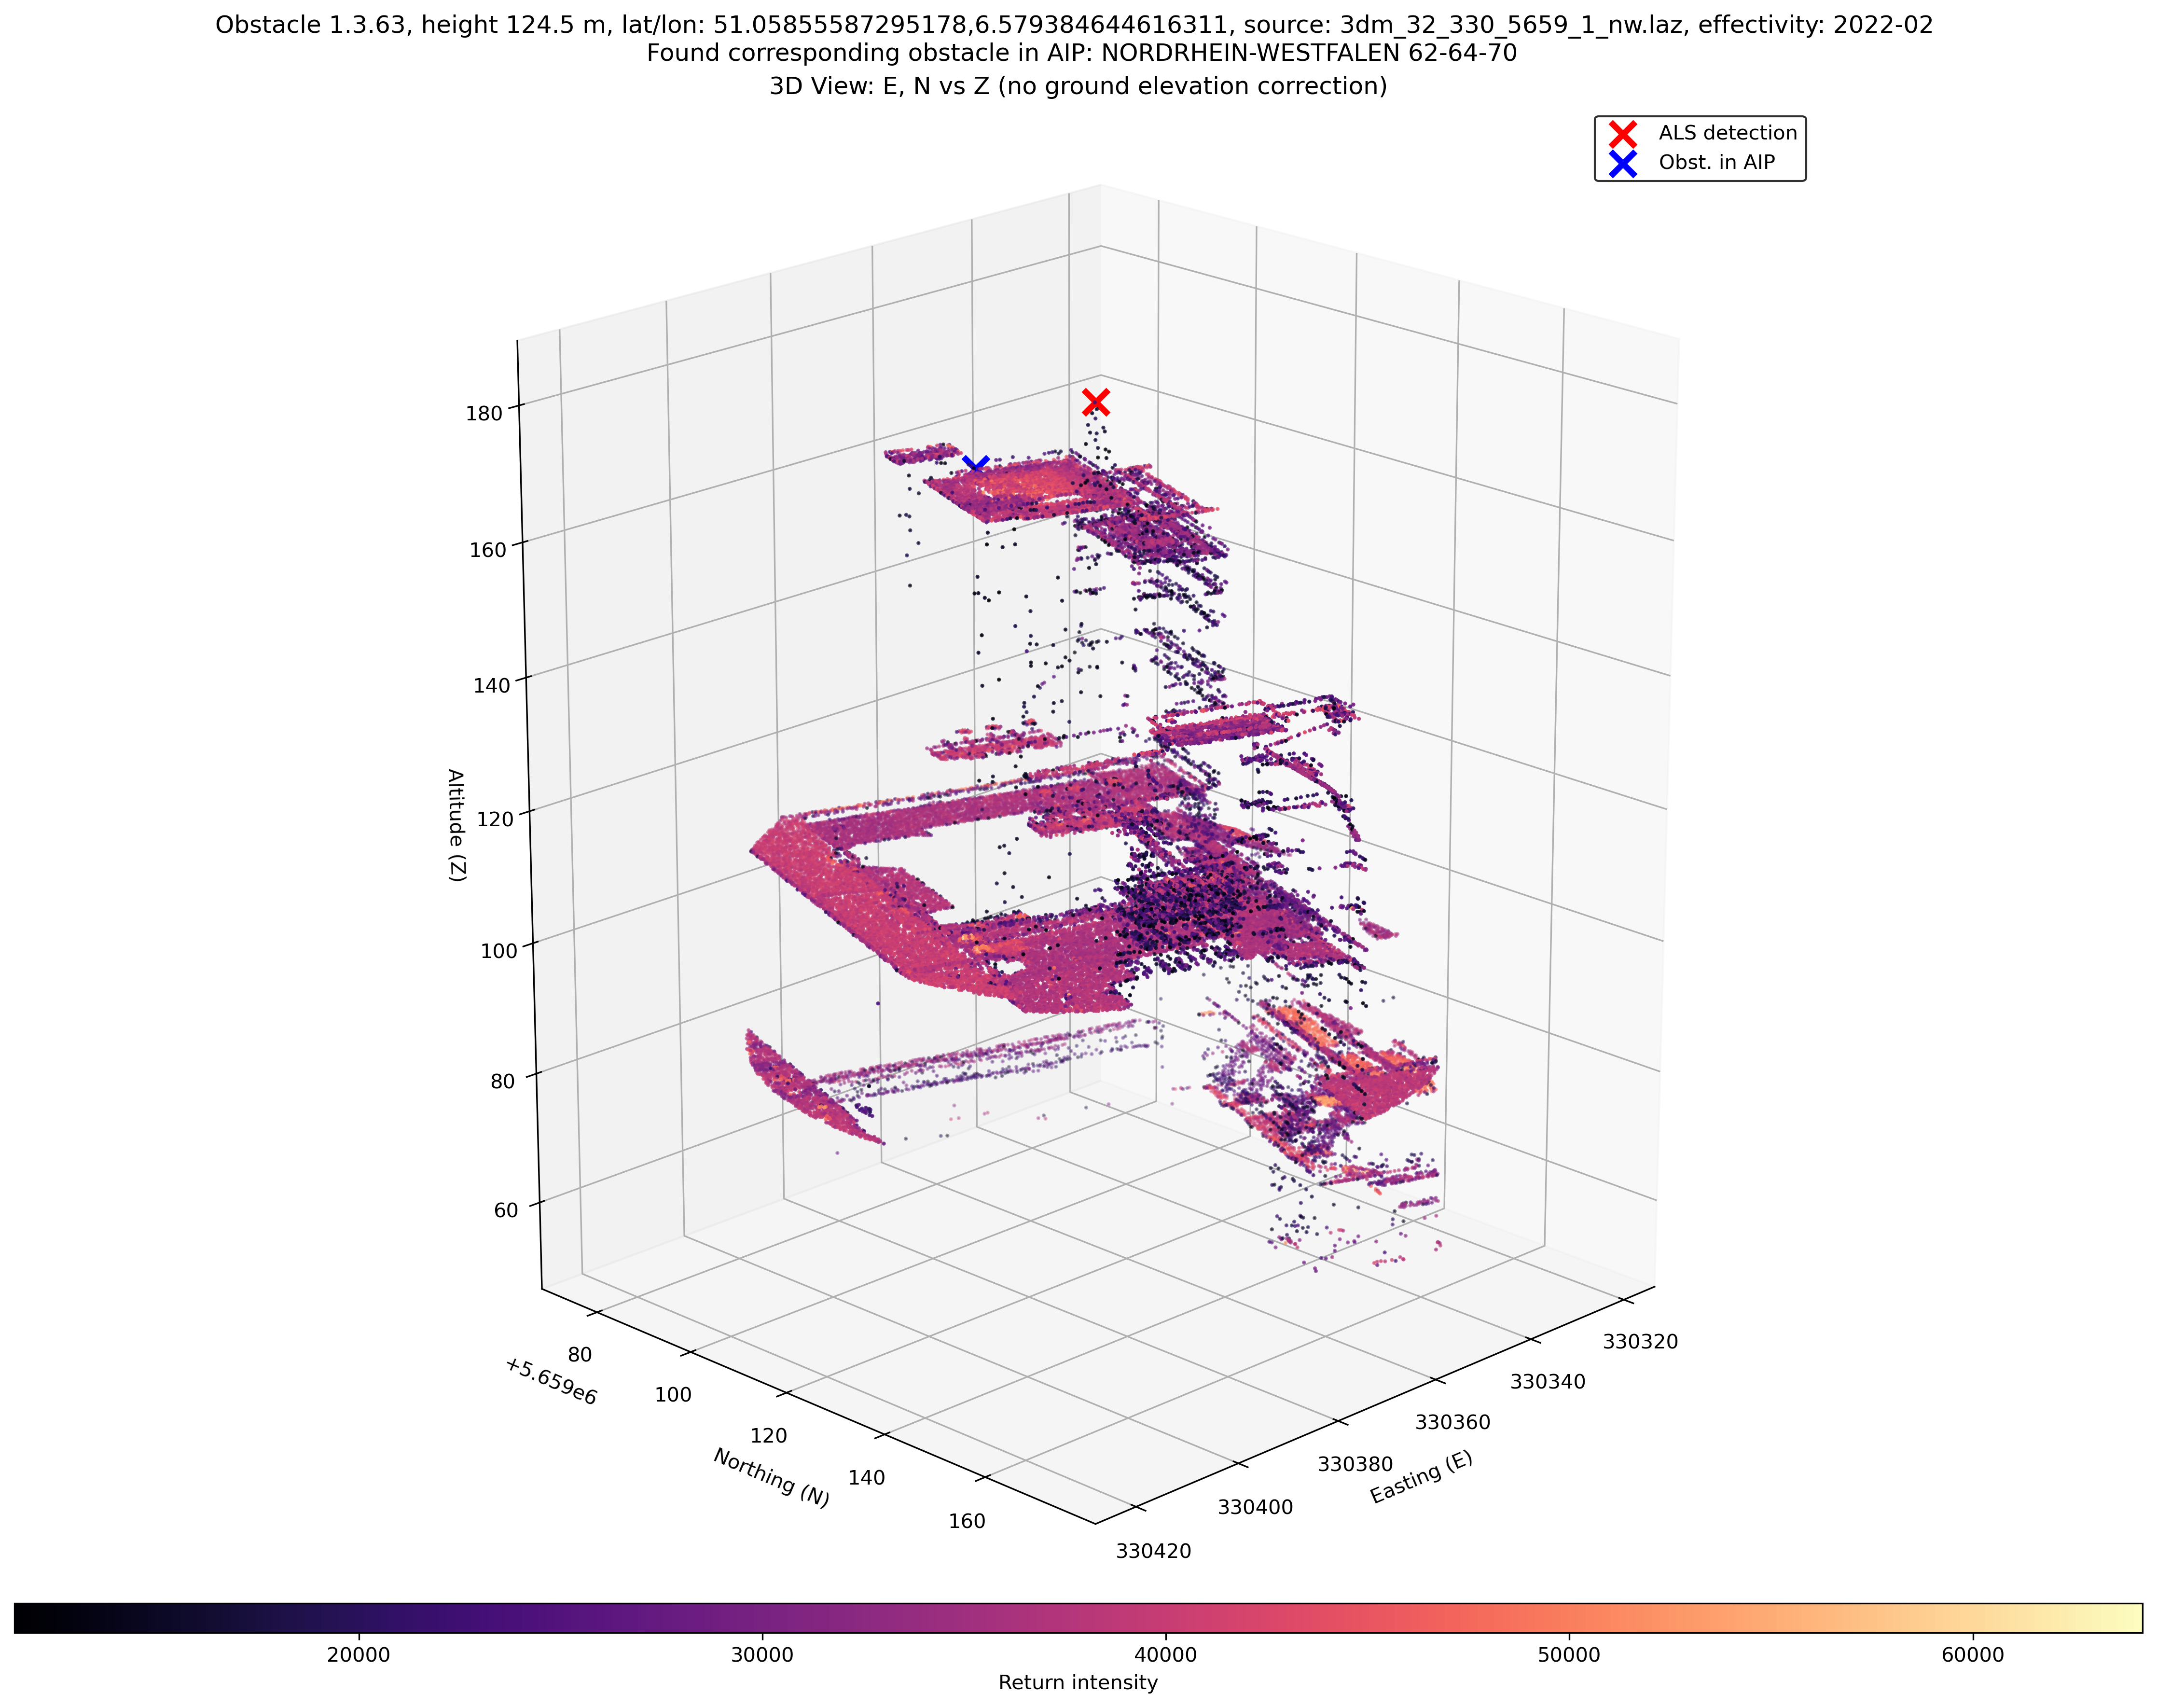 Obstacle 1.3.63, height 124.5 m, lat/lon: 51.05855587295178,6.579384644616311, source: 3dm_32_330_5659_1_nw.laz, effectivity: 2022-02
Found corresponding obstacle in AIP: NORDRHEIN-WESTFALEN 62-64-70
3D View: E, N vs Z (no ground elevation correction)
ALS detection
Obst. in AIP
180
160
140
120
100
80
60
Altitude (Z)
80
100
120
140
160
+5.659e6
Northing (N)
330320
330340
330360
330380
330400
330420
Easting (E)
20000
30000
40000
50000
60000
Return intensity